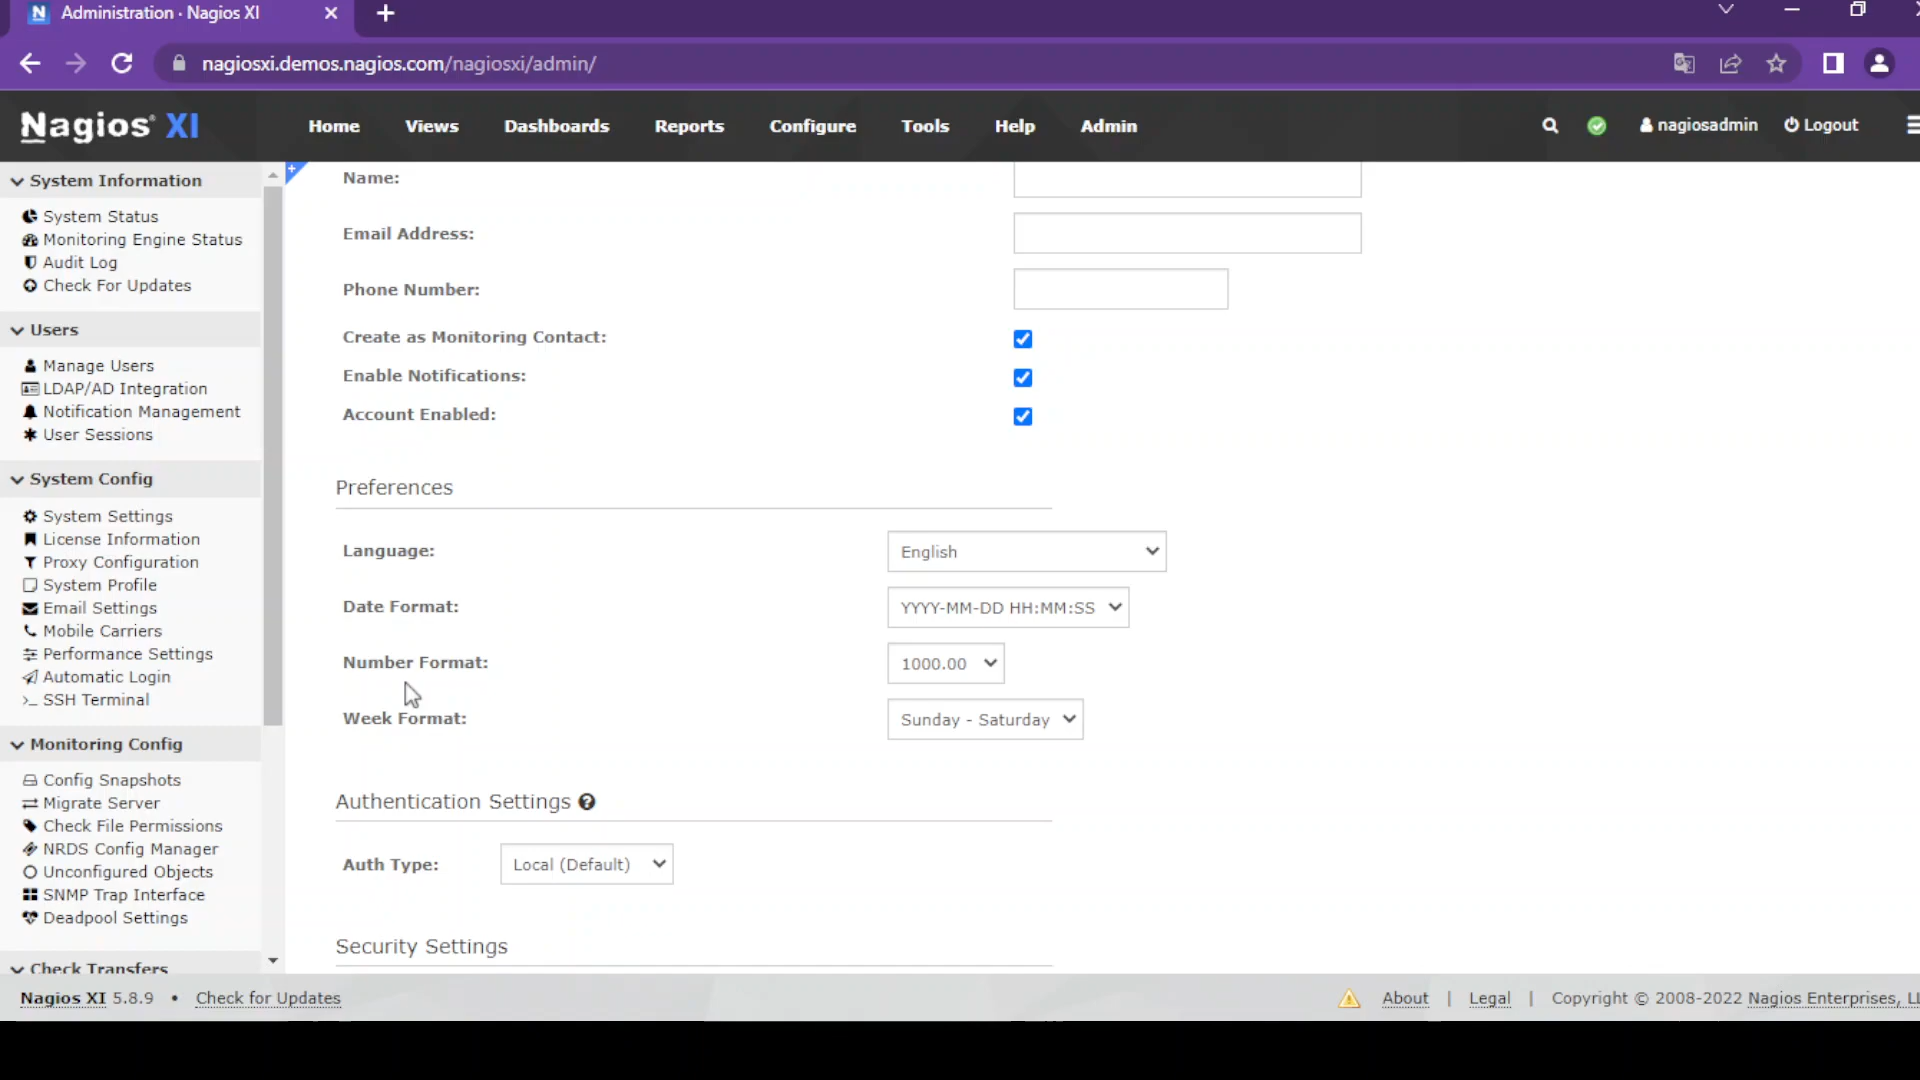 Administration · Nagios XI
nagiosxi.demos.nagios.com/nagiosxi/admin/
Nagios® XI
Home
Views
Dashboards
Reports
Configure
Tools
Help
Admin
nagiosadmin
Logout
System Information
System Status
Monitoring Engine Status
Audit Log
Check For Updates
Users
Manage Users
LDAP/AD Integration
Notification Management
User Sessions
System Config
System Settings
License Information
Proxy Configuration
System Profile
Email Settings
Mobile Carriers
Performance Settings
Automatic Login
SSH Terminal
Monitoring Config
Config Snapshots
Migrate Server
Check File Permissions
NRDS Config Manager
Unconfigured Objects
SNMP Trap Interface
Deadpool Settings
Check Transfers
Name:
Email Address:
Phone Number:
Create as Monitoring Contact:
Enable Notifications:
Account Enabled:
Preferences
Language: English
Date Format: YYYY-MM-DD HH:MM:SS
Number Format: 1000.00
Week Format: Sunday - Saturday
Authentication Settings
Auth Type: Local (Default)
Security Settings
Nagios XI 5.8.9 • Check for Updates
About | Legal | Copyright © 2008-2022 Nagios Enterprises,